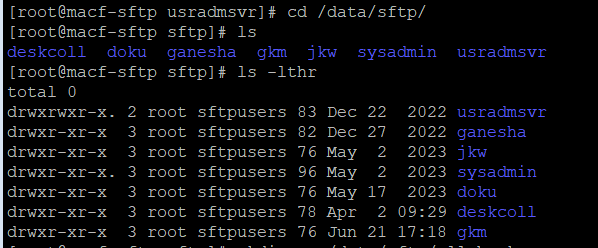 [root@macf-sftp usradmsvr]# cd /data/sftp/
[root@macf-sftp sftp]# ls
deskcoll doku ganesha gkm jkw sysadmin usradmsvr
[root@macf-sftp sftp]# ls -lthr
total 0
drwxrwxr-x. 2 root sftpusers 83 Dec 22 2022 usradmsvr
drwxr-xr-x 3 root sftpusers 82 Dec 27 2022 ganesha
drwxr-xr-x 3 root sftpusers 76 May 2 2023 jkw
drwxr-xr-x. 3 root sftpusers 96 May 2 2023 sysadmin
drwxr-xr-x 3 root sftpusers 76 May 17 2023 doku
drwxr-xr-x 3 root sftpusers 78 Apr 2 09:29 deskcoll
drwxr-xr-x 3 root sftpusers 76 Jun 21 17:18 gkm